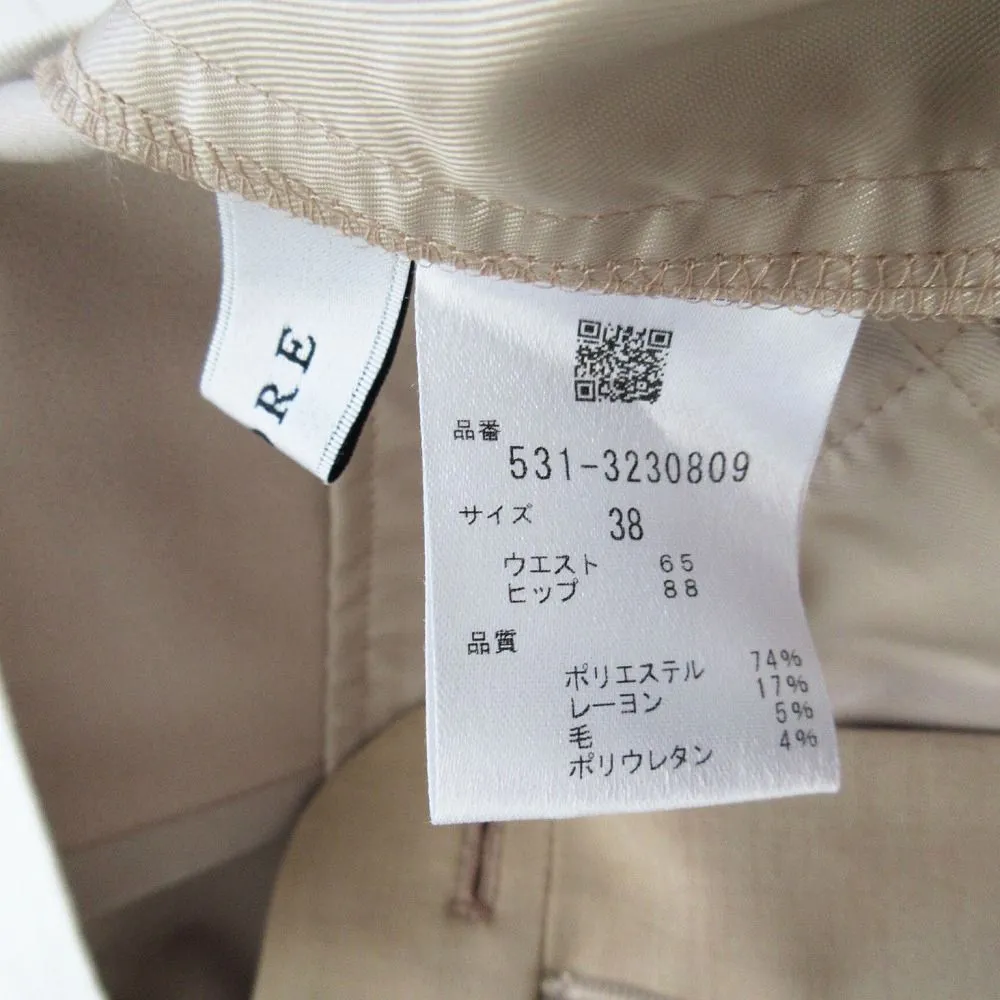 RE
品番
531-3230809
サイズ 38
ウエスト 65
ヒップ 88
品質
ポリエステル 74%
レーヨン 17%
毛 5%
ポリウレタン 4%